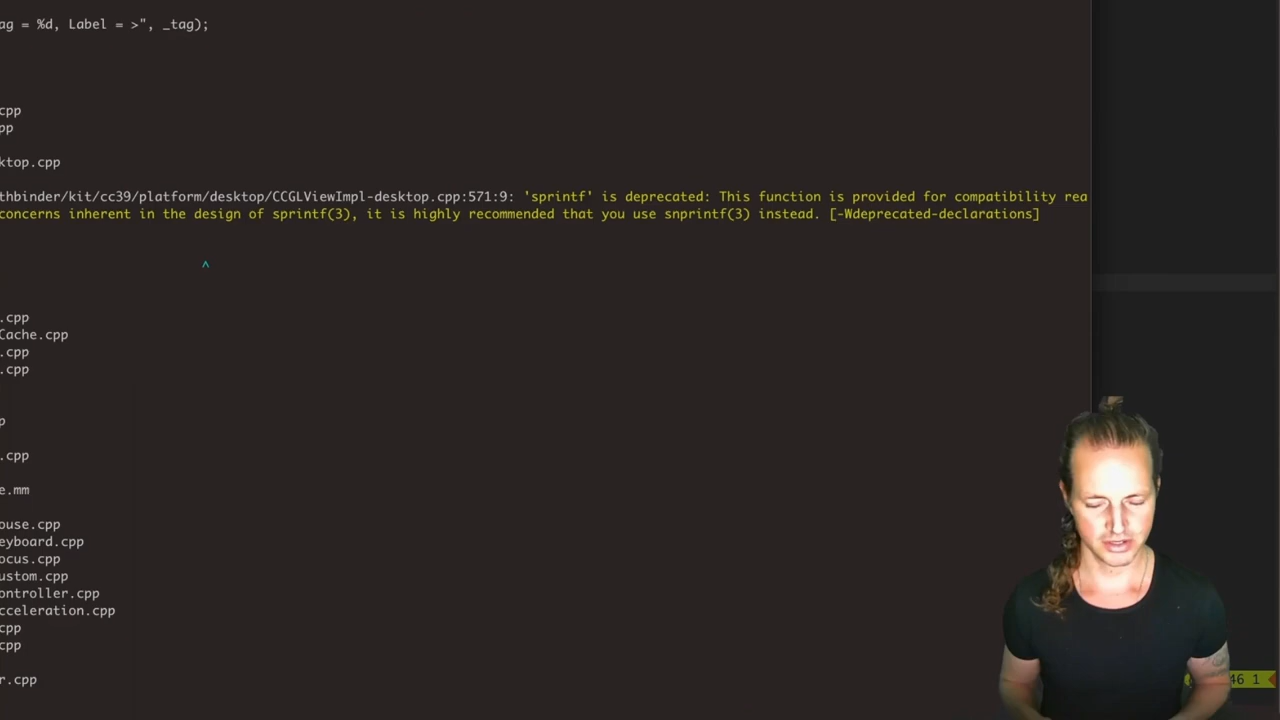 ag = %d, Label = >", _tag);
cpp
pp
ktop.cpp
thbinder/kit/cc39/platform/desktop/CCGLViewImpl-desktop.cpp:571:9: 'sprintf' is deprecated: This function is provided for compatibility rea
concerns inherent in the design of sprintf(3), it is highly recommended that you use snprintf(3) instead. [-Wdeprecated-declarations]
^
.cpp
Cache.cpp
.cpp
.cpp
p
.cpp
e.mm
ouse.cpp
eyboard.cpp
ocus.cpp
ustom.cpp
ontroller.cpp
cceleration.cpp
cpp
cpp
r.cpp
46 1